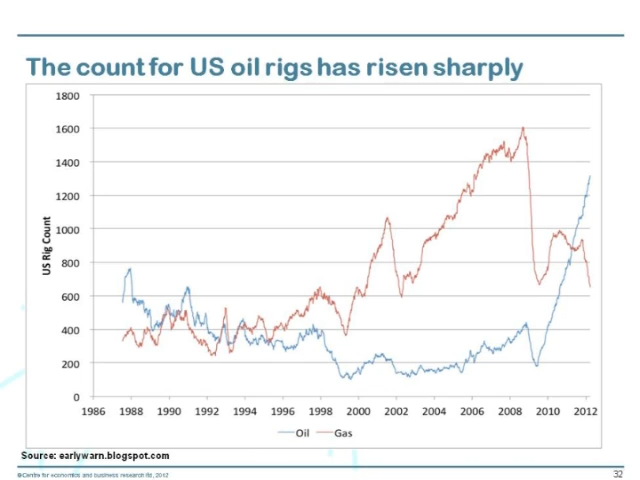 The count for US oil rigs has risen sharply
1800
1600
1400
1200
1000
800
600
400
200
0
US Rig Count
1986 1988 1990 1992 1994 1996 1998 2000 2002 2004 2006 2008 2010 2012
Oil Gas
Source: earlywarn.blogspot.com
© Centre for economics and business research ltd, 2012
32